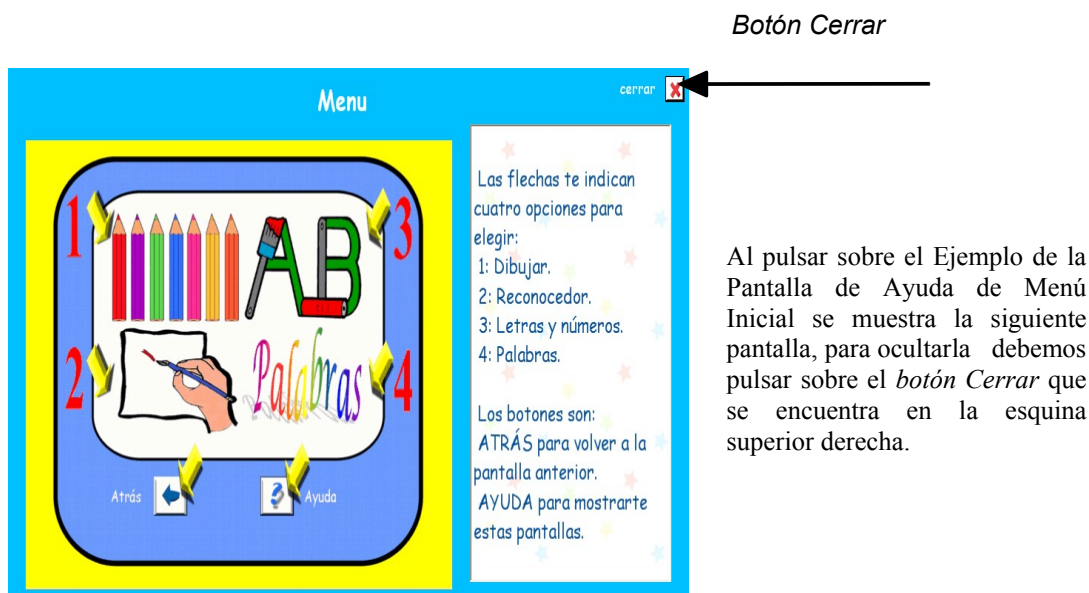 Botón Cerrar
Menu
cerrar
1
3
AB
2
Palabras
4
Atrás
Ayuda
Las flechas te indican
cuatro opciones para
elegir:
1: Dibujar.
2: Reconocedor.
3: Letras y números.
4: Palabras.
Los botones son:
ATRÁS para volver a la
pantalla anterior.
AYUDA para mostrarte
estas pantallas.
Al pulsar sobre el Ejemplo de la
Pantalla de Ayuda de Menú
Inicial se muestra la siguiente
pantalla, para ocultarla debemos
pulsar sobre el botón Cerrar que
se encuentra en la esquina
superior derecha.